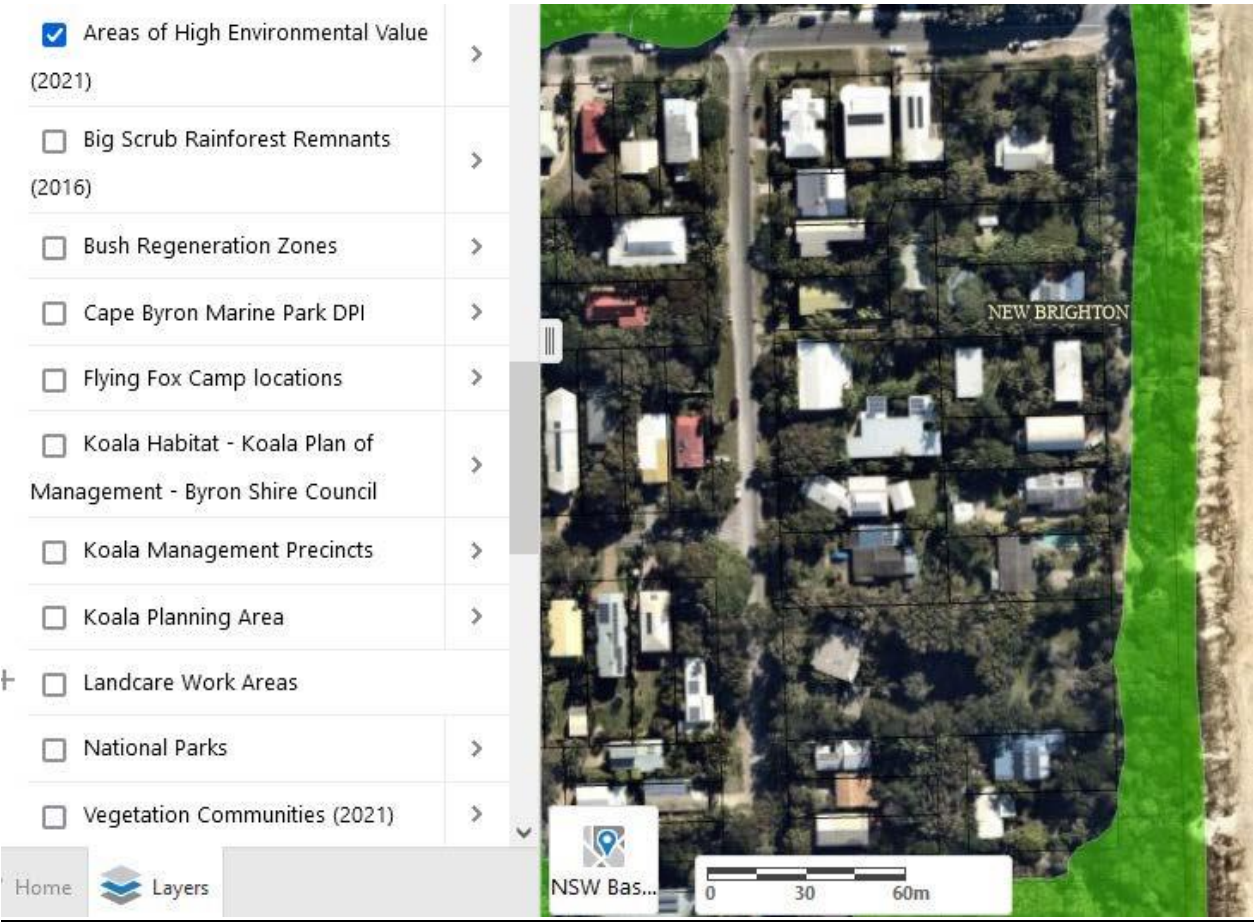 Areas of High Environmental Value
(2021)
Big Scrub Rainforest Remnants
(2016)
Bush Regeneration Zones
Cape Byron Marine Park DPI
Flying Fox Camp locations
Koala Habitat - Koala Plan of
Management - Byron Shire Council
Koala Management Precincts
Koala Planning Area
Landcare Work Areas
National Parks
Vegetation Communities (2021)
Home
Layers
NEW BRIGHTON
NSW Bas...
0 30 60m